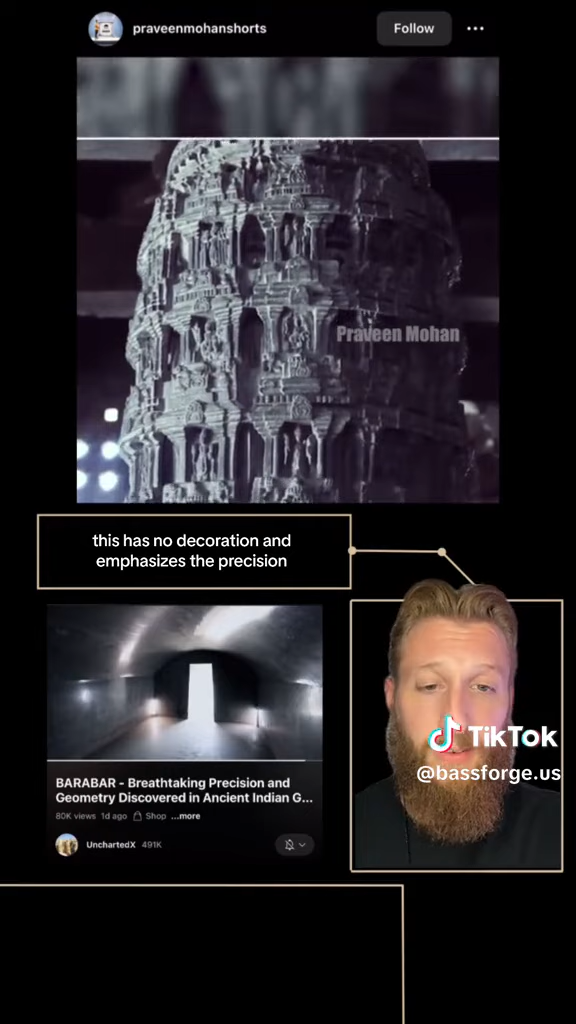 praveenmohanshorts
Follow
Praveen Mohan
this has no decoration and
emphasizes the precision
TikTok
@bassforge.us
BARABAR - Breathtaking Precision and
Geometry Discovered in Ancient Indian G...
80K views 1d ago Shop ...more
UnchartedX 491K